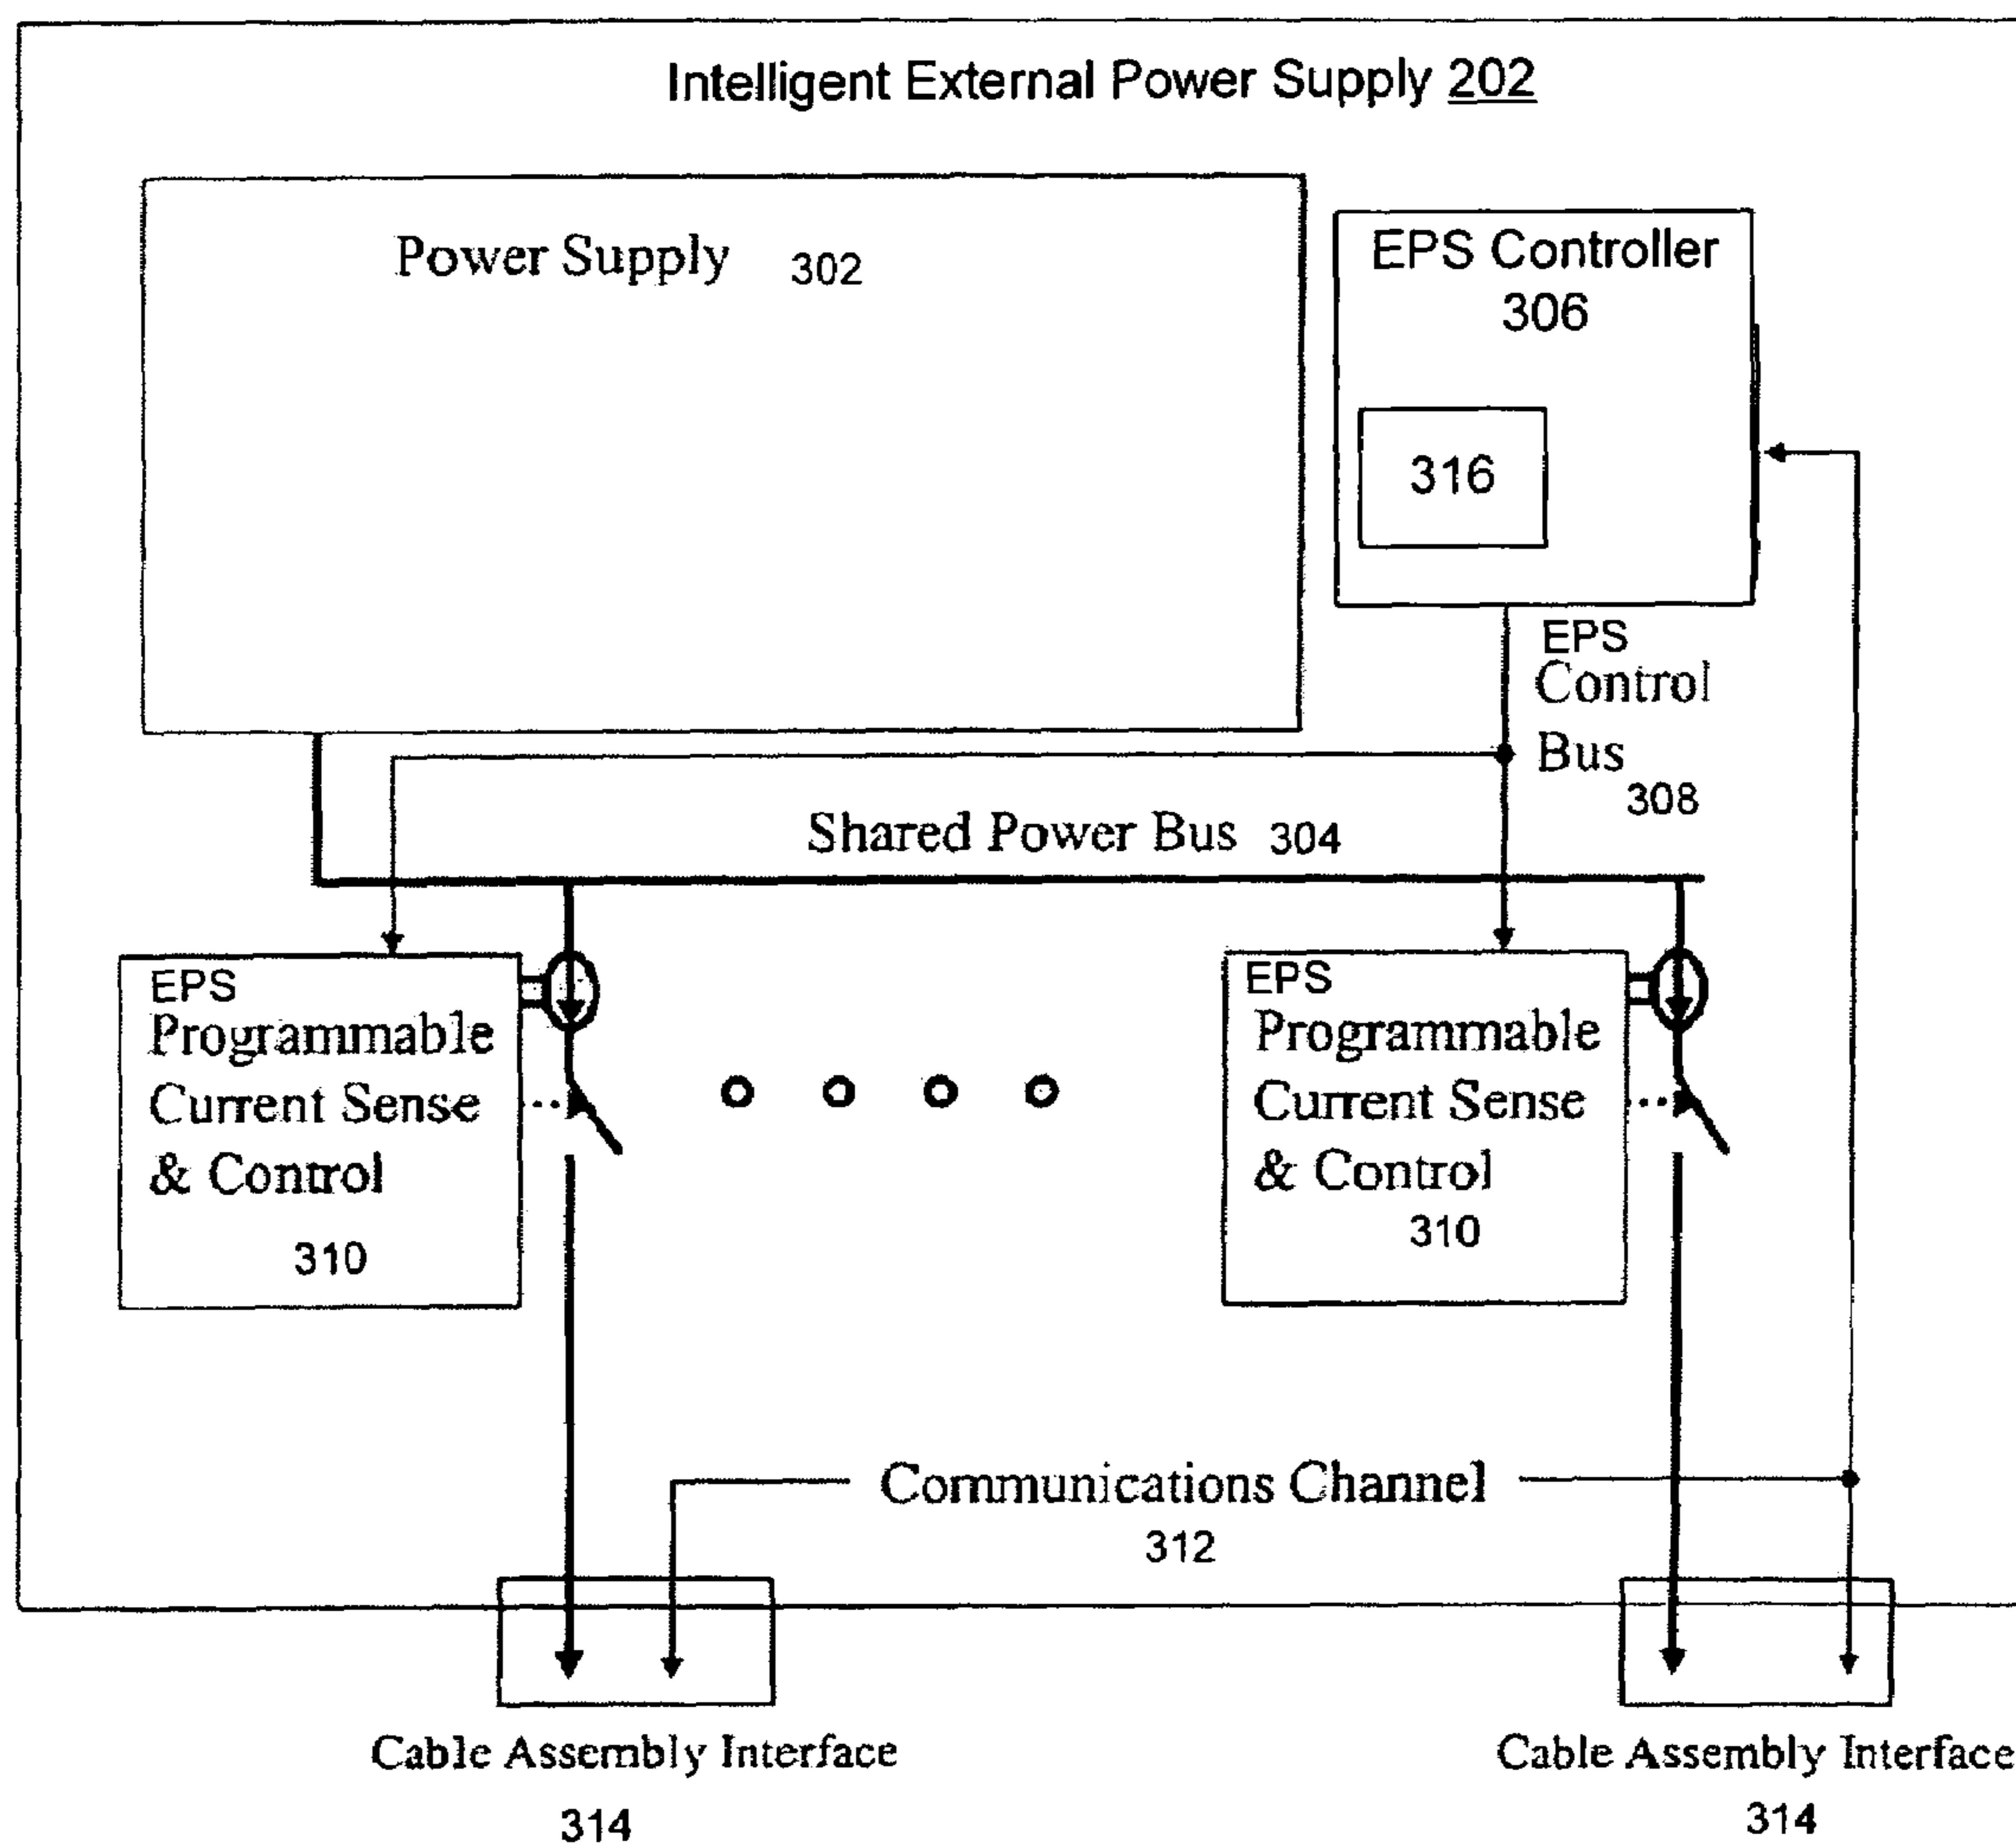 Intelligent External Power Supply 202
Power Supply 302
EPS Controller
306
316
EPS
Control
Bus
308
Shared Power Bus 304
EPS
Programmable
Current Sense
& Control
310
EPS
Programmable
Current Sense
& Control
310
Communications Channel
312
Cable Assembly Interface
314
Cable Assembly Interface
314